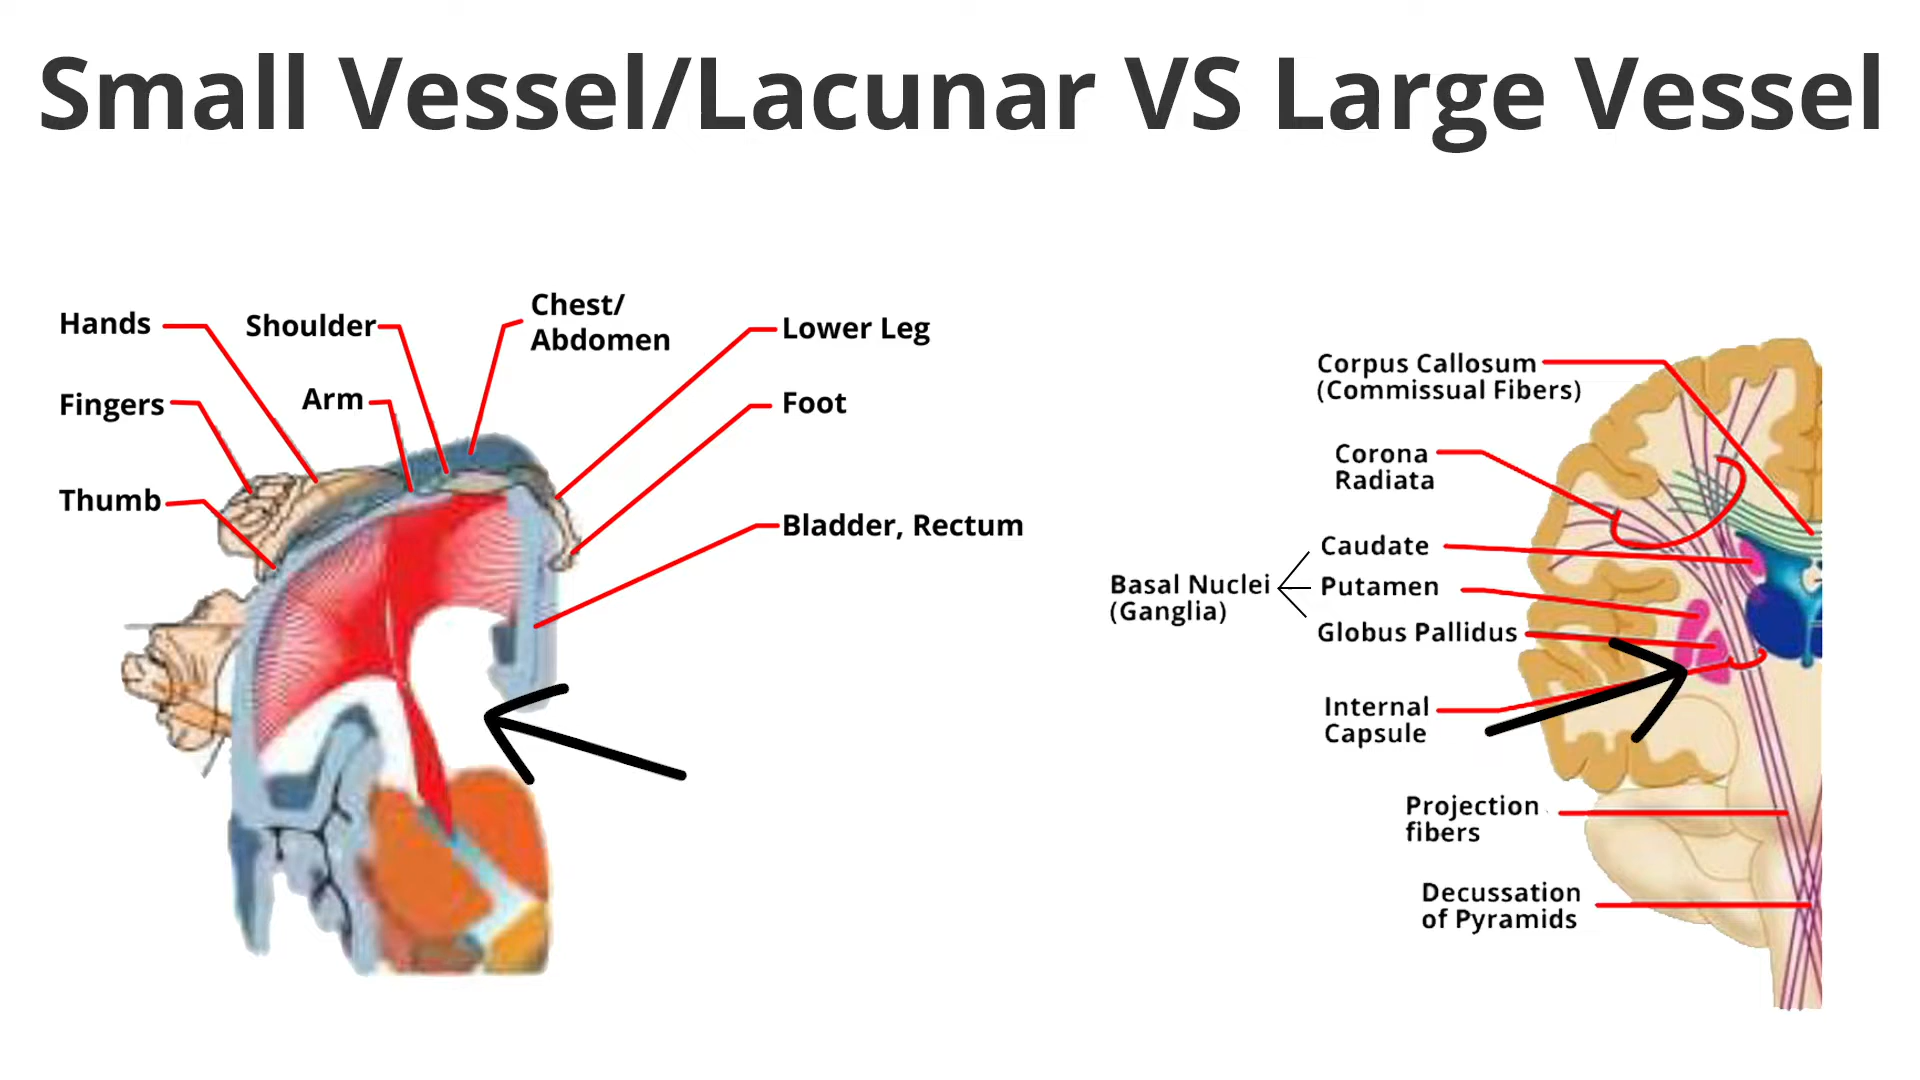 Small Vessel/Lacunar VS Large Vessel
Hands
Shoulder
Chest/
Abdomen
Lower Leg
Fingers
Arm
Foot
Thumb
Bladder, Rectum
Corpus Callosum
(Commissual Fibers)
Corona
Radiata
Basal Nuclei
(Ganglia)
Caudate
Putamen
Globus Pallidus
Internal
Capsule
Projection
fibers
Decussation
of Pyramids